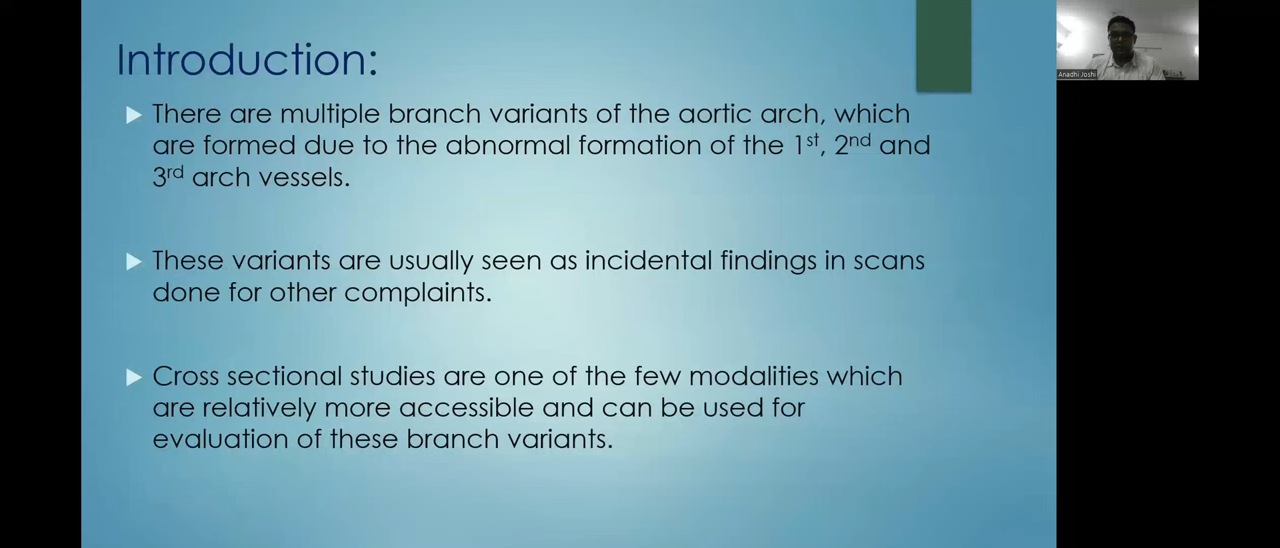 Introduction:
There are multiple branch variants of the aortic arch, which
are formed due to the abnormal formation of the 1st, 2nd and
3rd arch vessels.
These variants are usually seen as incidental findings in scans
done for other complaints.
Cross sectional studies are one of the few modalities which
are relatively more accessible and can be used for
evaluation of these branch variants.
Anadhi Joshi